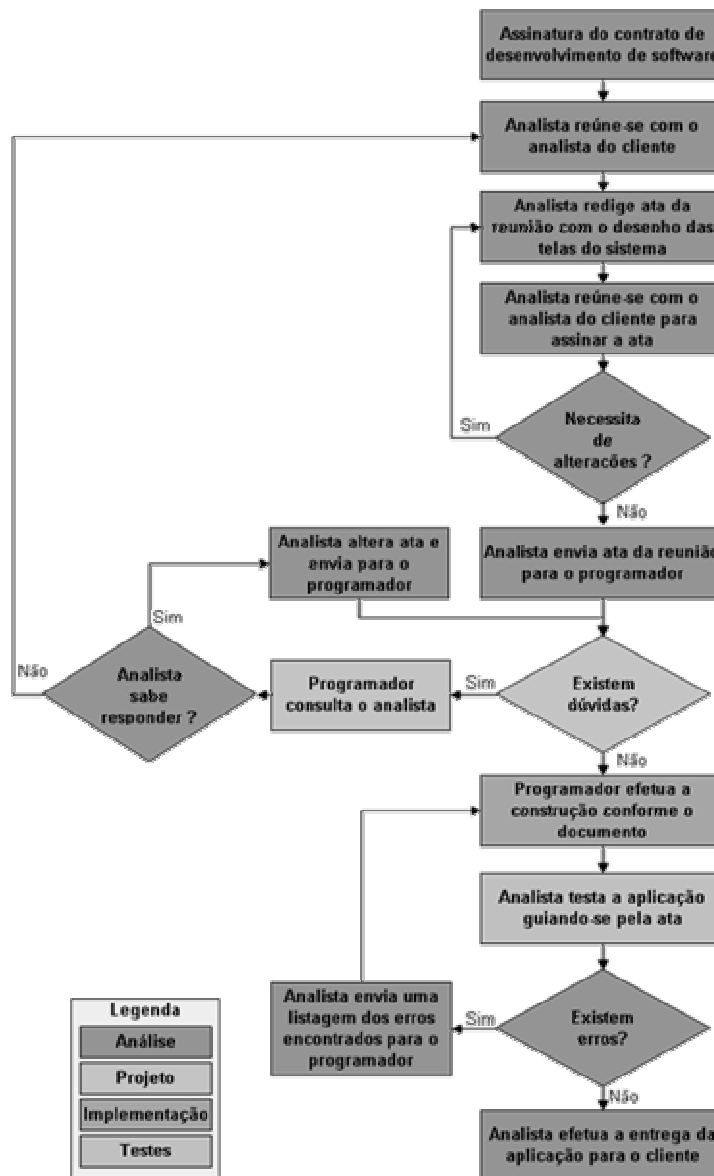 Assinatura do contrato de
desenvolvimento de software
Analista reúne-se com o
analista do cliente
Analista redige ata da
reunião com o desenho das
telas do sistema
Analista reúne-se com o
analista do cliente para
assinar a ata
Necessita
de
alterações ?
Sim
Não
Analista envia ata da reunião
para o programador
Analista altera ata e
envia para o
programador
Sim
Não
Analista
sabe
responder ?
Programador
consulta o analista
Sim
Existem
dúvidas?
Não
Programador efetua a
construção conforme o
documento
Analista testa a aplicação
guiando-se pela ata
Existem
erros?
Sim
Analista envia uma
listagem dos erros
encontrados para o
programador
Não
Analista efetua a entrega da
aplicação para o cliente
Legenda
Análise
Projeto
Implementação
Testes